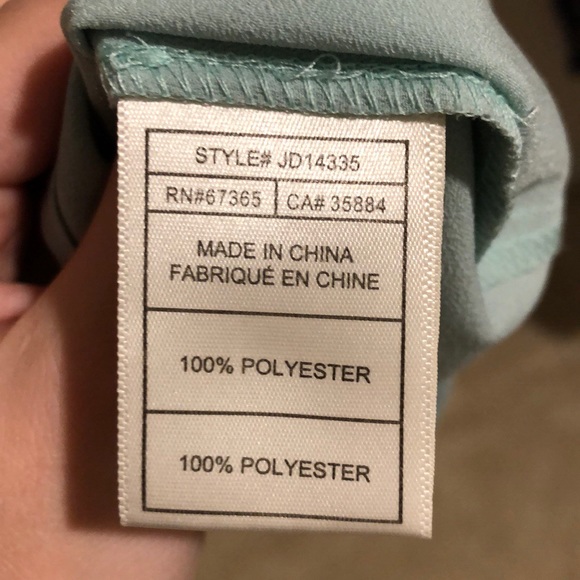 STYLE# JD14335
RN#67365 CA# 35884
MADE IN CHINA
FABRIQUÉ EN CHINE
100% POLYESTER
100% POLYESTER